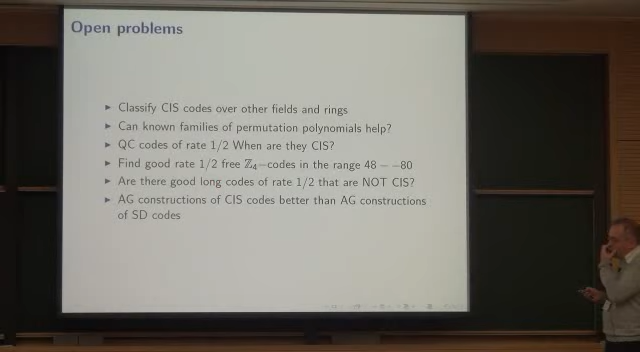 Open problems
▶ Classify CIS codes over other fields and rings
▶ Can known families of permutation polynomials help?
▶ QC codes of rate 1/2 When are they CIS?
▶ Find good rate 1/2 free ℤ₄−codes in the range 48 − −80
▶ Are there good long codes of rate 1/2 that are NOT CIS?
▶ AG constructions of CIS codes better than AG constructions
of SD codes